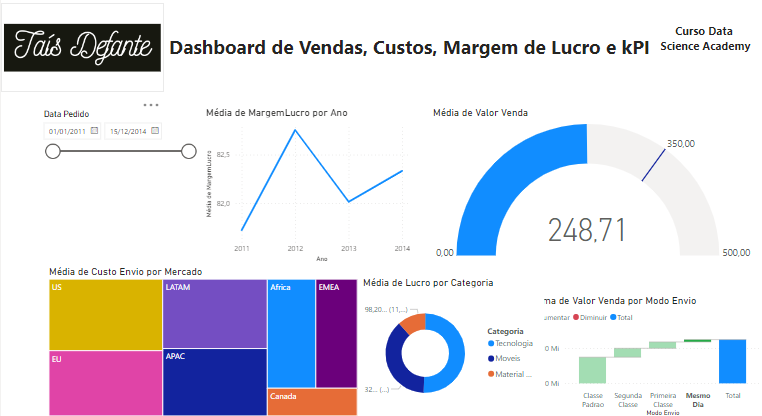 Taís Defante
Dashboard de Vendas, Custos, Margem de Lucro e kPI
Curso Data
Science Academy
Data Pedido
01/01/2011
15/12/2014
Média de MargemLucro por Ano
Média de MargemLucro
82,5
82,0
2011
2012
2013
2014
Ano
Média de Valor Venda
350,00
248,71
0,00
500,00
Média de Custo Envio por Mercado
US
EU
LATAM
APAC
Africa
EMEA
Canada
Média de Lucro por Categoria
98,20... (11,...)
32... (...)
Categoria
Tecnologia
Moveis
Material ...
ma de Valor Venda por Modo Envio
umentar
Diminuir
Total
0 Mi
0 Mi
Classe
Padrao
Segunda
Classe
Primeira
Classe
Mesmo
Dia
Total
Modo Envio